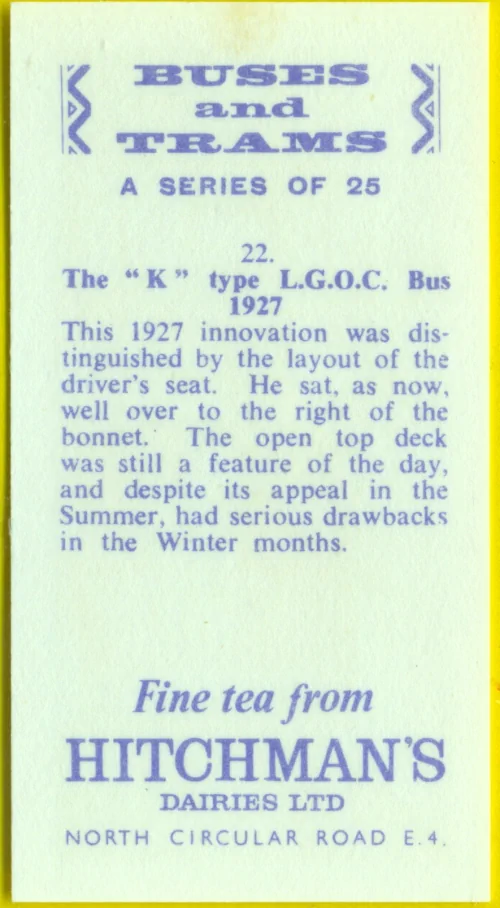 BUSES
and
TRAMS
A SERIES OF 25
22.
The "K" type L.G.O.C. Bus
1927
This 1927 innovation was dis-
tinguished by the layout of the
driver's seat. He sat, as now,
well over to the right of the
bonnet. The open top deck
was still a feature of the day,
and despite its appeal in the
Summer, had serious drawbacks
in the Winter months.
Fine tea from
HITCHMAN'S
DAIRIES LTD
NORTH CIRCULAR ROAD E.4.